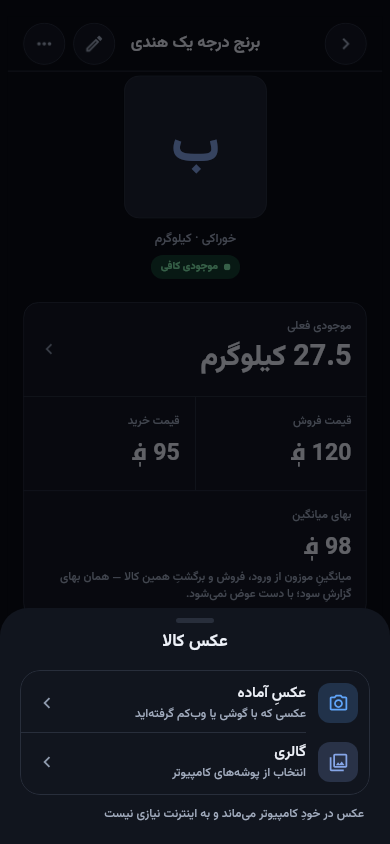 برنج درجه یک هندی
ب
خوراکی · کیلوگرم
موجودی کافی
موجودی فعلی
27.5 کیلوگرم
قیمت فروش
120 ؋
قیمت خرید
95 ؋
بهای میانگین
98 ؋
میانگینِ موزون از ورود، فروش و برگشتِ همین کالا — همان بهای
گزارشِ سود؛ با دست عوض نمی‌شود.
عکس کالا
عکسِ آماده
عکسی که با گوشی یا وب‌کم گرفته‌اید
گالری
انتخاب از پوشه‌های کامپیوتر
عکس در خودِ کامپیوتر می‌ماند و به اینترنت نیازی نیست